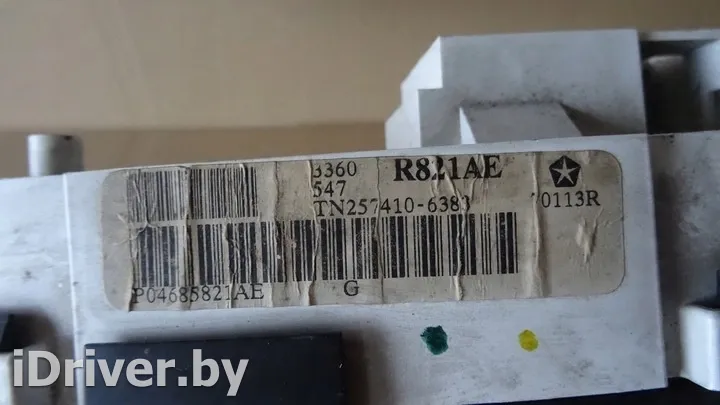 3360 R821AE
547
TN257410-6383 70113R
P04685821AE G
iDriver.by